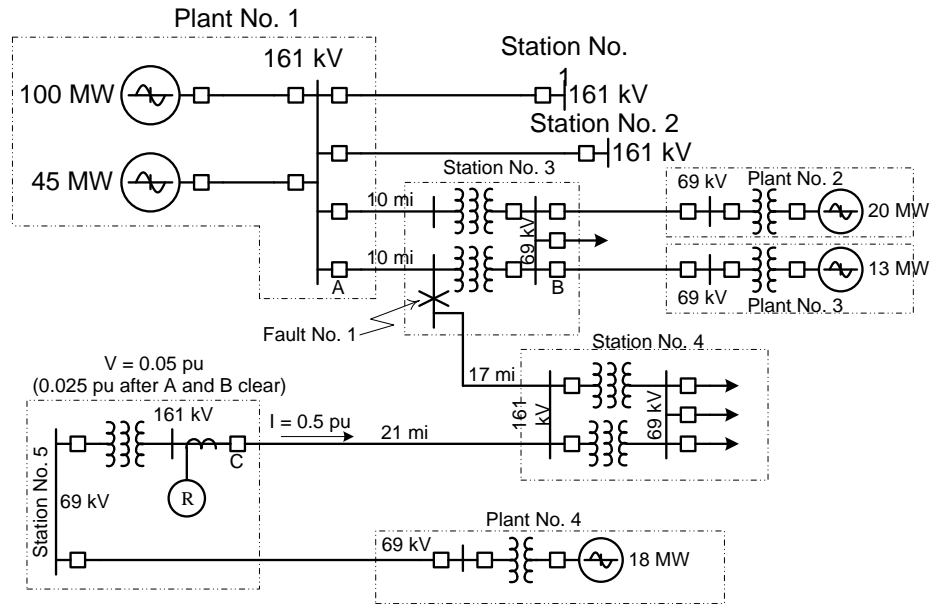 Plant No. 1
Station No.
1
161 kV
161 kV
100 MW
Station No. 2
161 kV
45 MW
Station No. 3
10 mi
69 kV
Plant No. 2
20 MW
69 kV
10 mi
A
B
13 MW
69 kV
Plant No. 3
Fault No. 1
Station No. 4
V = 0.05 pu
(0.025 pu after A and B clear)
17 mi
161 kV
I = 0.5 pu
161 kV
69 kV
21 mi
C
R
Station No. 5
69 kV
Plant No. 4
69 kV
18 MW